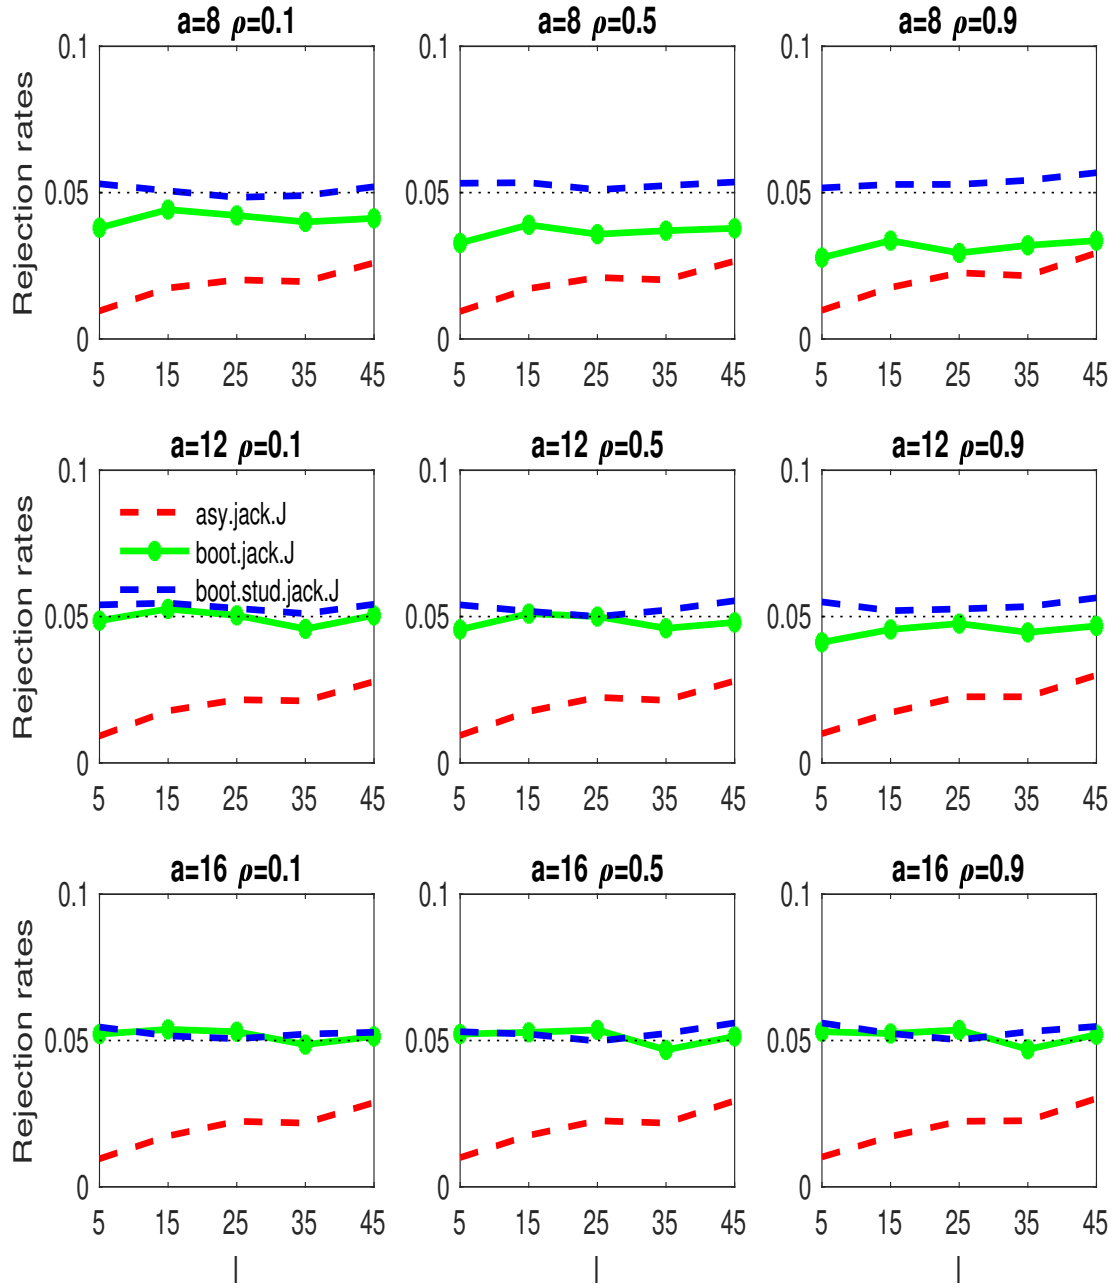 a=8 ρ=0.1 a=8 ρ=0.5 a=8 ρ=0.9
0.1 0.1 0.1
Rejection rates
0.05 0.05 0.05
0 0 0
5 15 25 35 45 5 15 25 35 45 5 15 25 35 45
a=12 ρ=0.1 a=12 ρ=0.5 a=12 ρ=0.9
0.1 0.1 0.1
Rejection rates
asy.jack.J
boot.jack.J
boot.stud.jack.J
0.05 0.05 0.05
0 0 0
5 15 25 35 45 5 15 25 35 45 5 15 25 35 45
a=16 ρ=0.1 a=16 ρ=0.5 a=16 ρ=0.9
0.1 0.1 0.1
Rejection rates
0.05 0.05 0.05
0 0 0
5 15 25 35 45 5 15 25 35 45 5 15 25 35 45
l l l